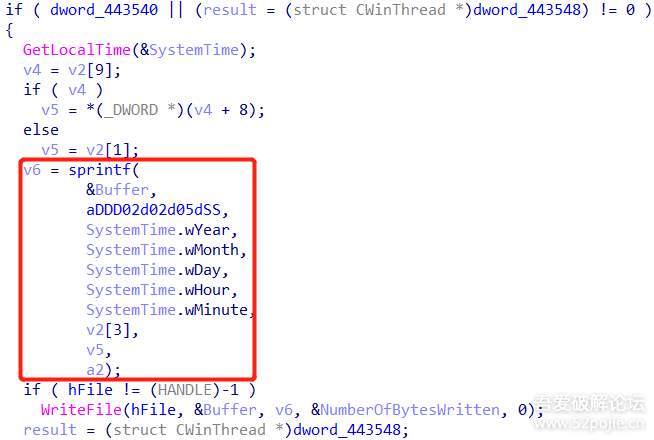 if ( dword_443540 || (result = (struct CWinThread *)dword_443548) != 0 )
{
GetLocalTime(&SystemTime);
v4 = v2[9];
if ( v4 )
v5 = *(_DWORD *)(v4 + 8);
else
v5 = v2[1];
v6 = sprintf(
&Buffer,
aDDD02d02d05dSS,
SystemTime.wYear,
SystemTime.wMonth,
SystemTime.wDay,
SystemTime.wHour,
SystemTime.wMinute,
v2[3],
v5,
a2);
if ( hFile != (HANDLE)-1 )
WriteFile(hFile, &Buffer, v6, &NumberOfBytesWritten, 0);
result = (struct CWinThread *)dword_443548;
吾爱破解论坛
www.52pojie.cn